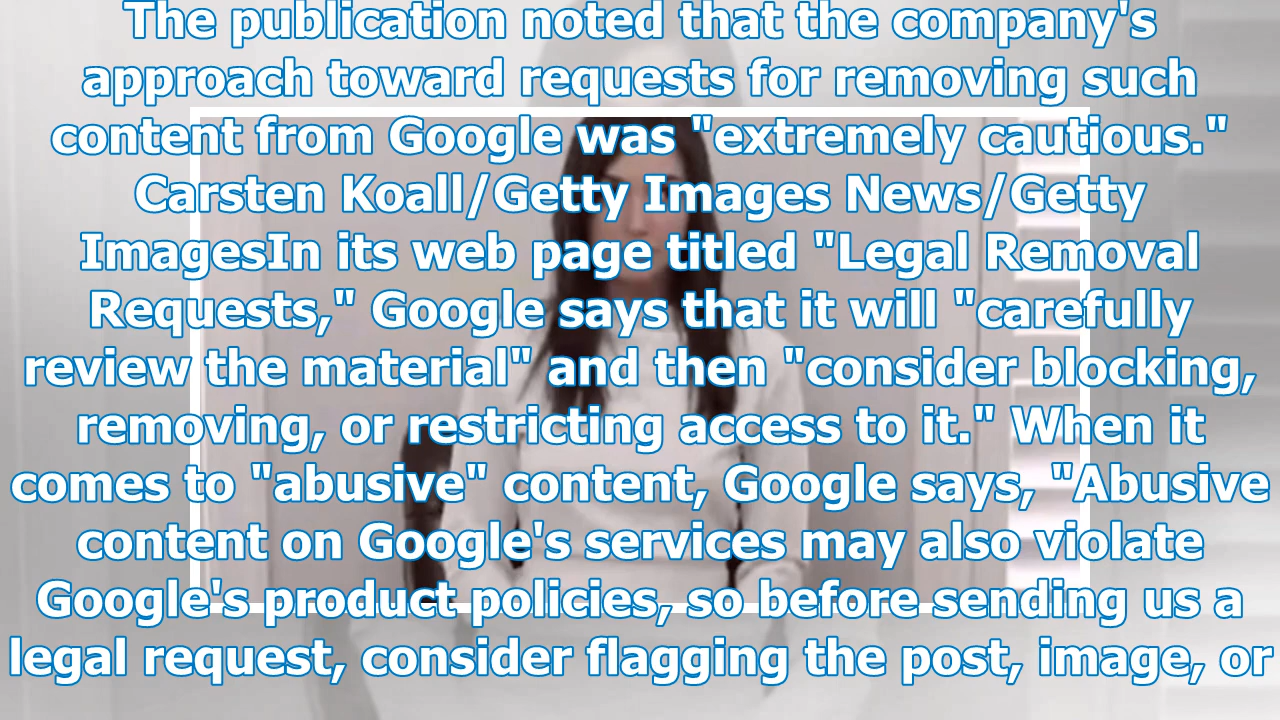 The publication noted that the company's
approach toward requests for removing such
content from Google was "extremely cautious."
Carsten Koall/Getty Images News/Getty
ImagesIn its web page titled "Legal Removal
Requests," Google says that it will "carefully
review the material" and then "consider blocking,
removing, or restricting access to it." When it
comes to "abusive" content, Google says, "Abusive
content on Google's services may also violate
Google's product policies, so before sending us a
legal request, consider flagging the post, image, or